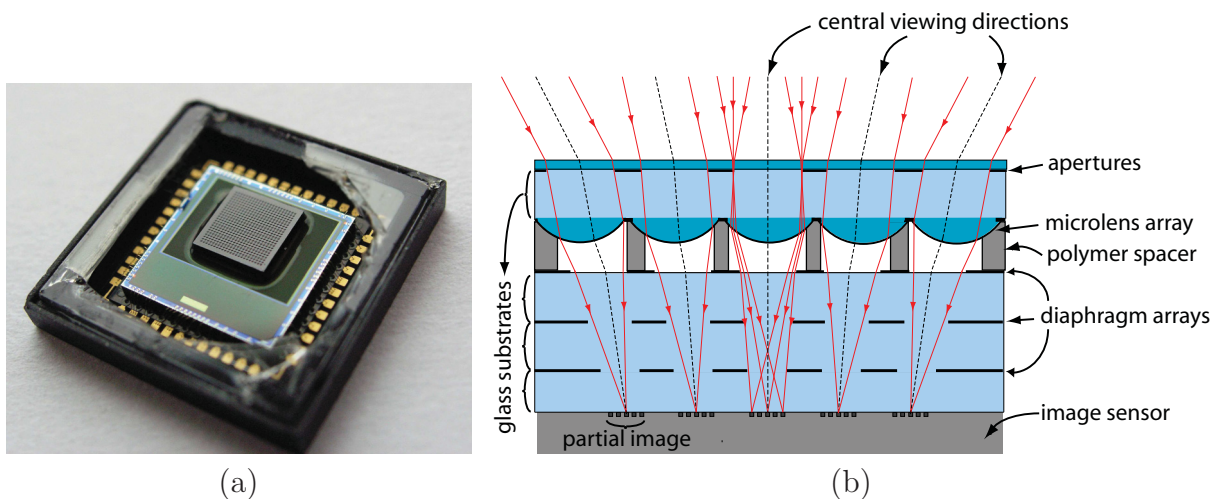 central viewing directions
apertures
microlens array
polymer spacer
glass substrates
diaphragm arrays
image sensor
partial image
(a)
(b)